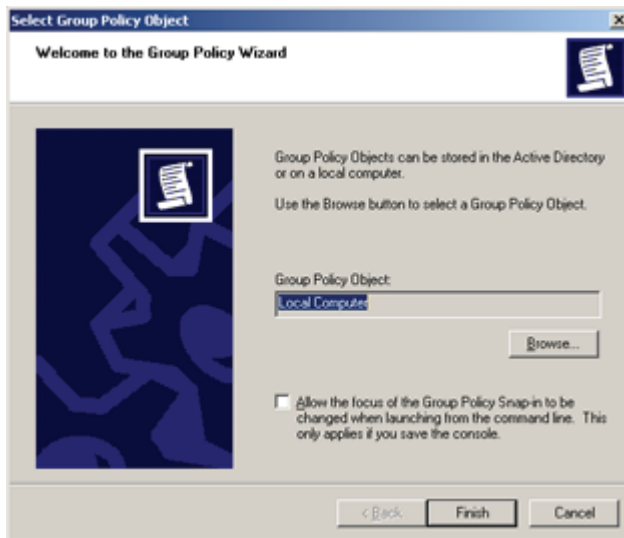 Select Group Policy Object
Welcome to the Group Policy Wizard
Group Policy Objects can be stored in the Active Directory
or on a local computer.
Use the Browse button to select a Group Policy Object.
Group Policy Object:
Local Computer
Browse...
Allow the focus of the Group Policy Snap-in to be
changed when launching from the command line. This
only applies if you save the console.
< Back
Finish
Cancel